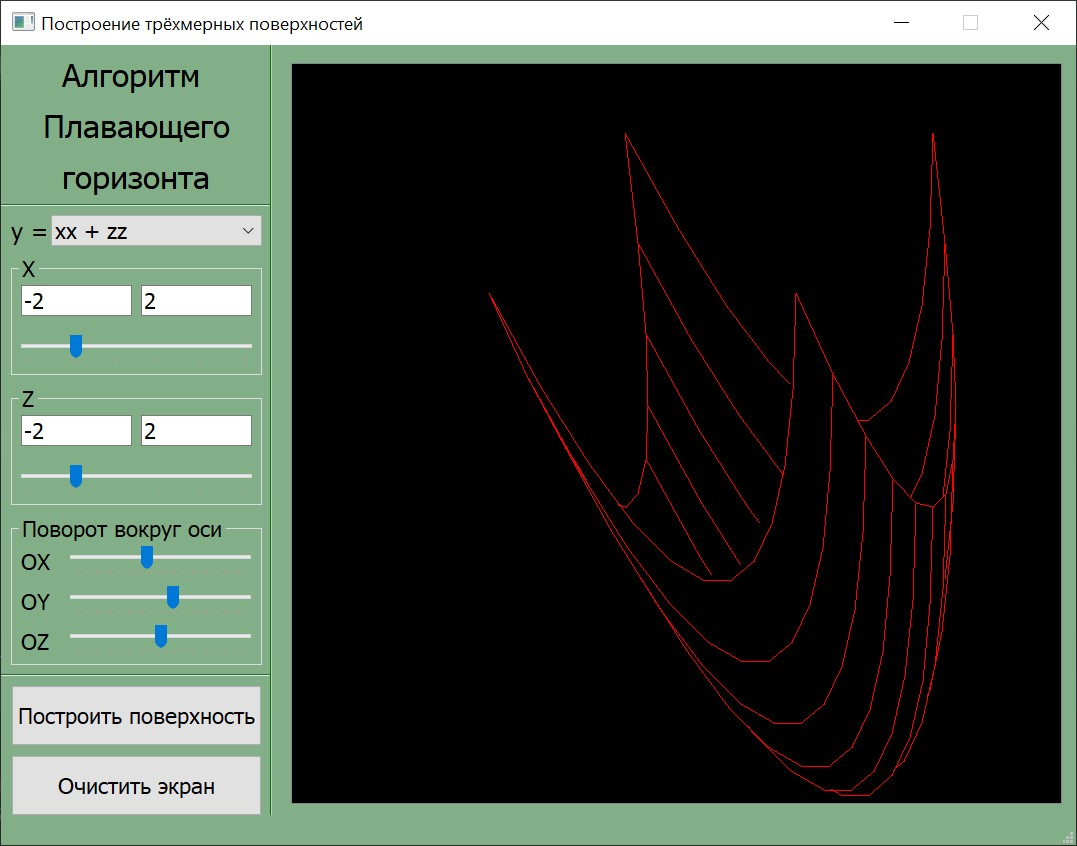 Построение трёхмерных поверхностей
Алгоритм
Плавающего
горизонта
y = xx + zz
X
-2 2
Z
-2 2
Поворот вокруг оси
OX
OY
OZ
Построить поверхность
Очистить экран